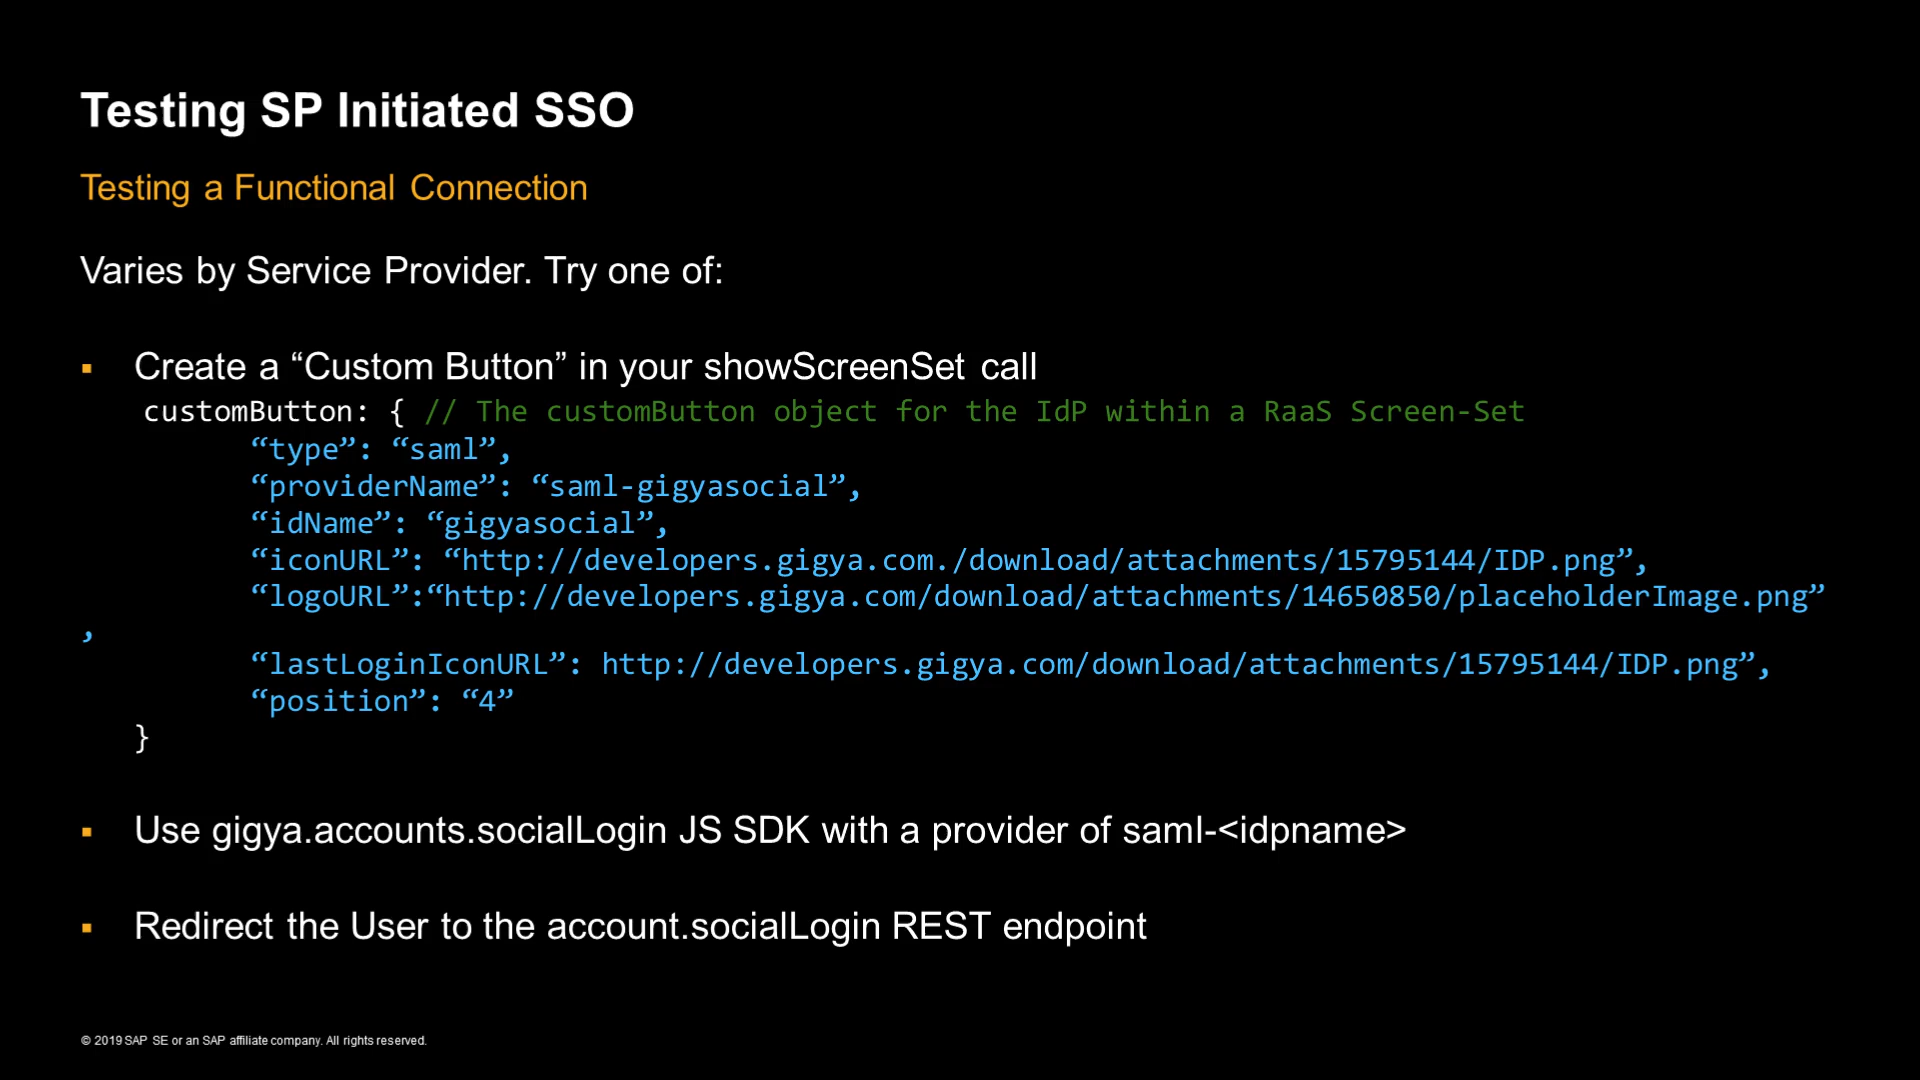 Testing SP Initiated SSO
Testing a Functional Connection
Varies by Service Provider. Try one of:
▪ Create a “Custom Button” in your showScreenSet call
customButton: { // The customButton object for the IdP within a RaaS Screen-Set
“type”: “saml”,
“providerName”: “saml-gigyasocial”,
“idName”: “gigyasocial”,
“iconURL”: “http://developers.gigya.com./download/attachments/15795144/IDP.png”,
“logoURL”:“http://developers.gigya.com/download/attachments/14650850/placeholderImage.png”
,
“lastLoginIconURL”: http://developers.gigya.com/download/attachments/15795144/IDP.png”,
“position”: “4”
}
▪ Use gigya.accounts.socialLogin JS SDK with a provider of saml-<idpname>
▪ Redirect the User to the account.socialLogin REST endpoint
© 2019 SAP SE or an SAP affiliate company. All rights reserved.